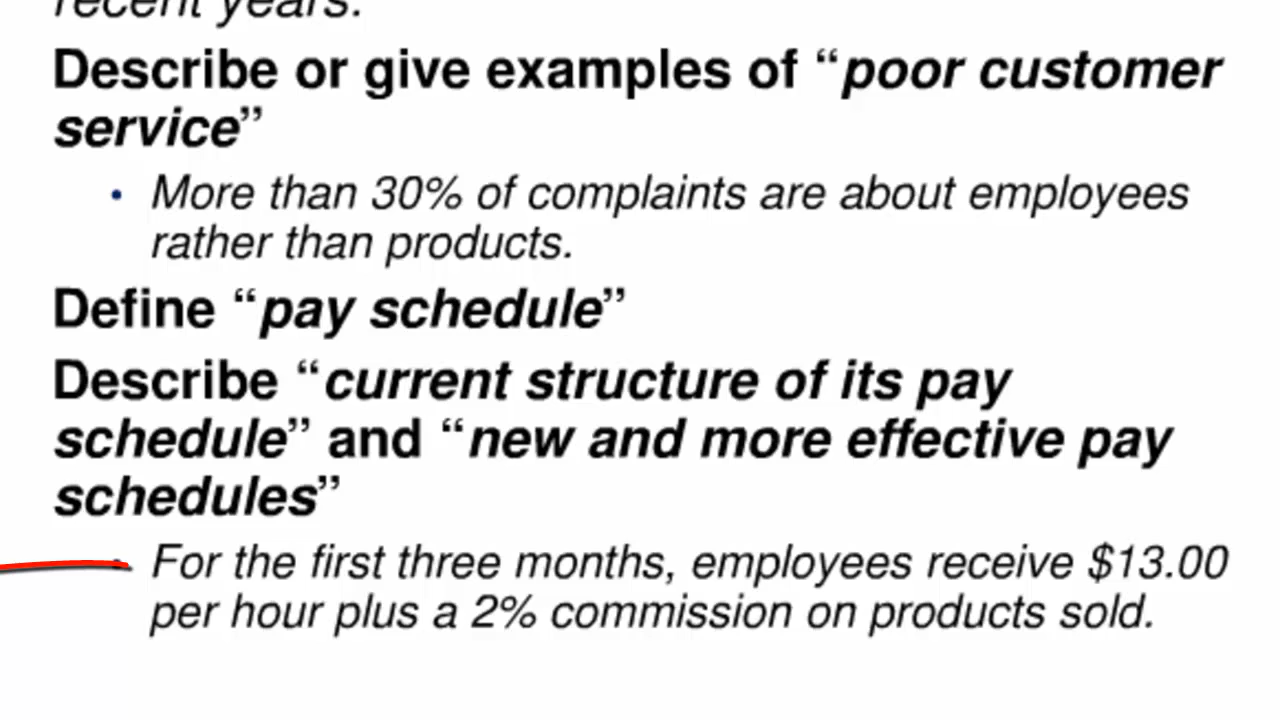 recent years.
Describe or give examples of “poor customer
service”
• More than 30% of complaints are about employees
rather than products.
Define “pay schedule”
Describe “current structure of its pay
schedule” and “new and more effective pay
schedules”
• For the first three months, employees receive $13.00
per hour plus a 2% commission on products sold.